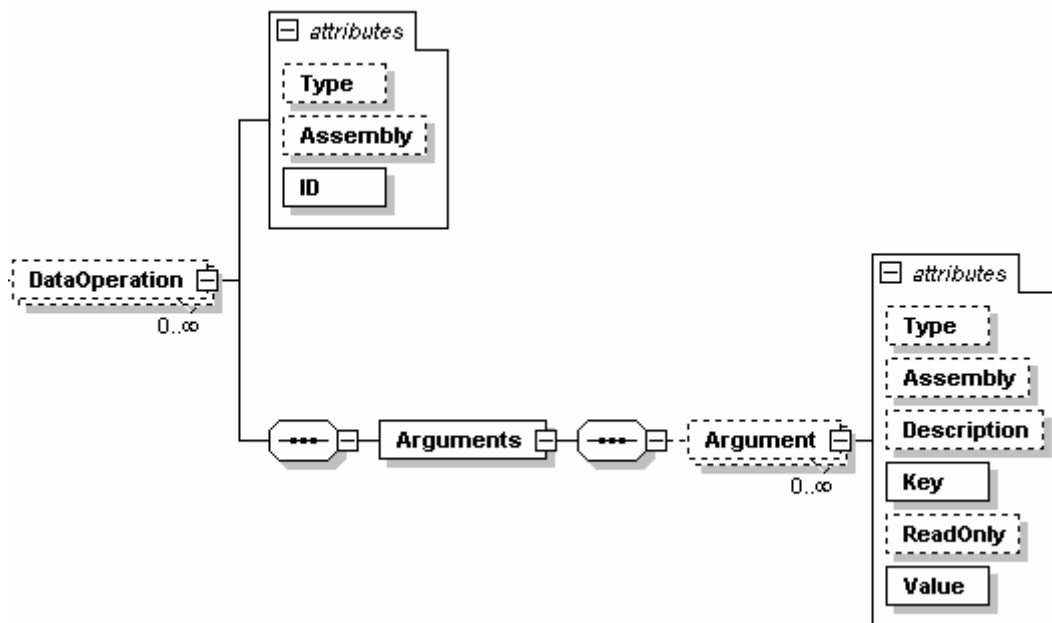 attributes
Type
Assembly
ID
DataOperation
0..∞
Arguments
Argument
0..∞
attributes
Type
Assembly
Description
Key
ReadOnly
Value